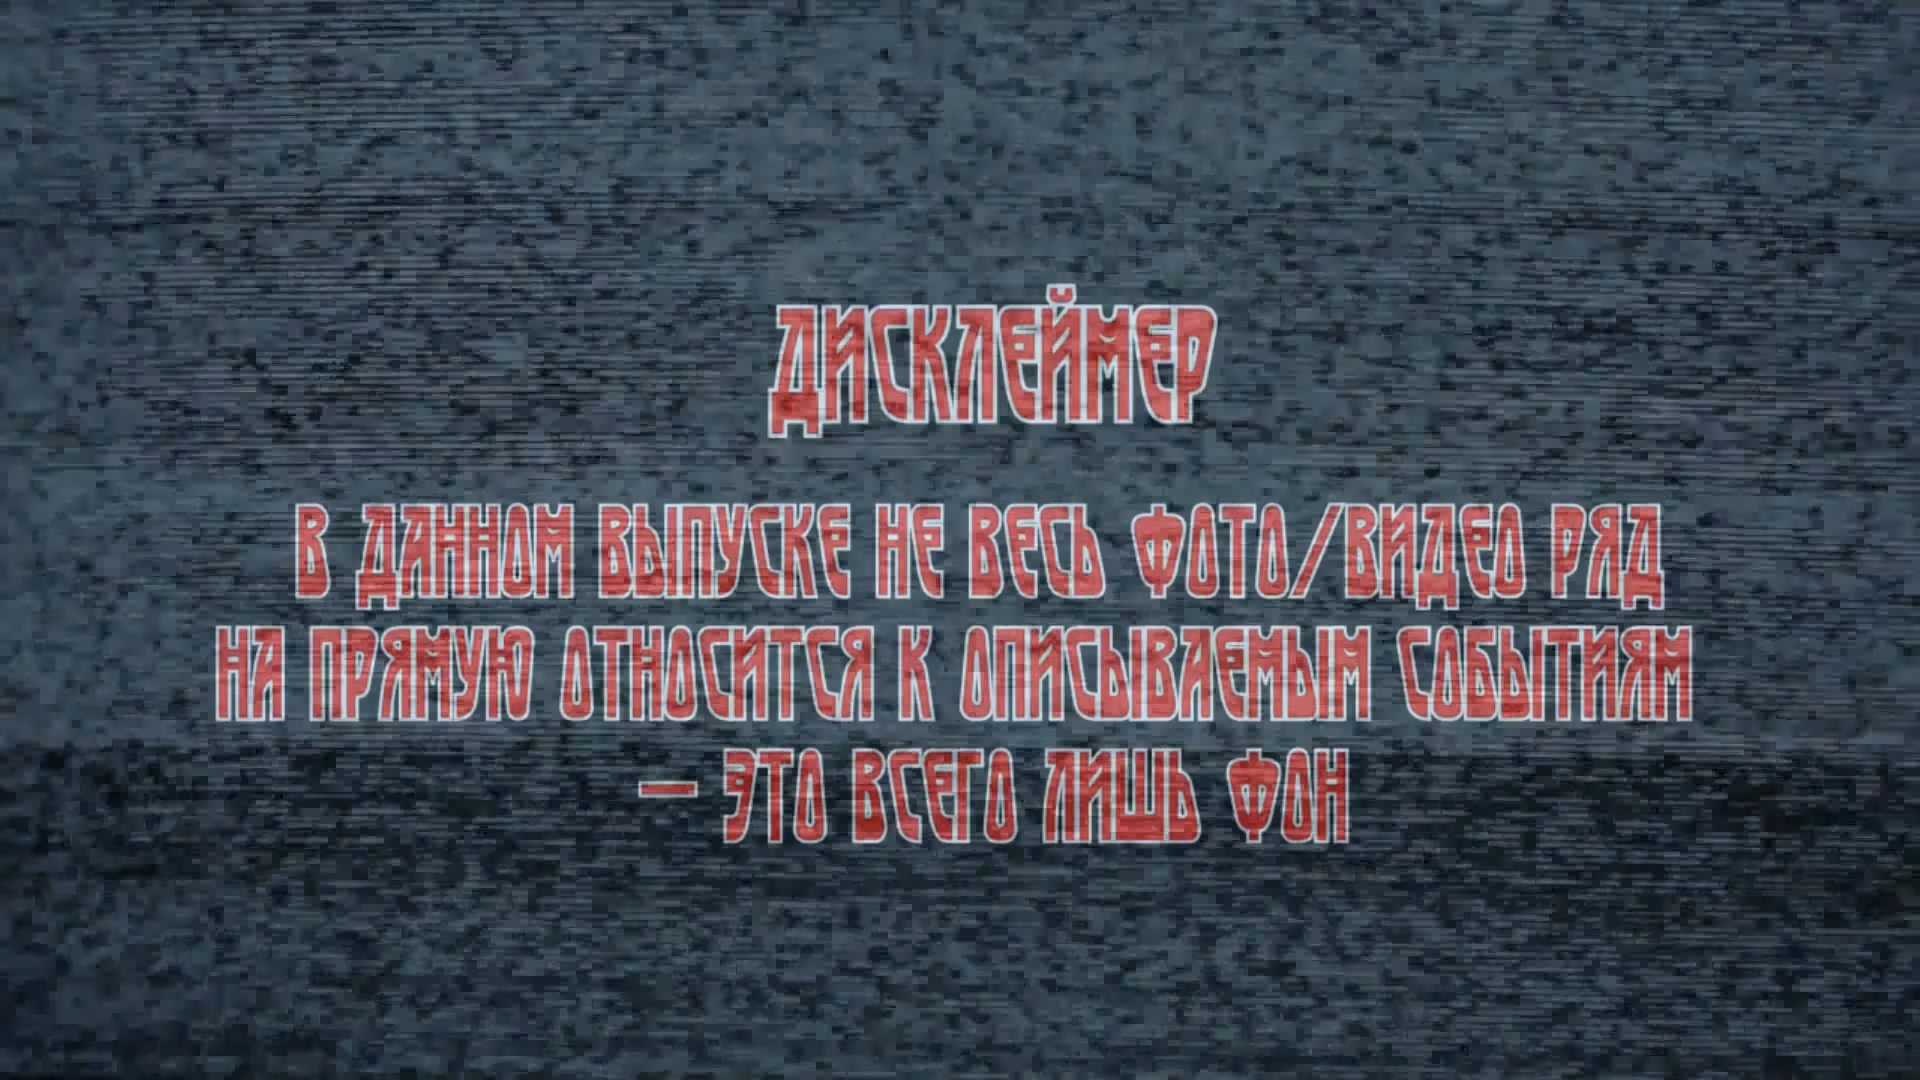 ДИСКЛЕЙМЕР
В ДАННОМ ВЫПУСКЕ НЕ ВЕСЬ ФОТО/ВИДЕО РЯД
НА ПРЯМУЮ ОТНОСИТСЯ К ОПИСЫВАЕМЫМ СОБЫТИЯМ
— ЭТО ВСЕГО ЛИШЬ ФОН